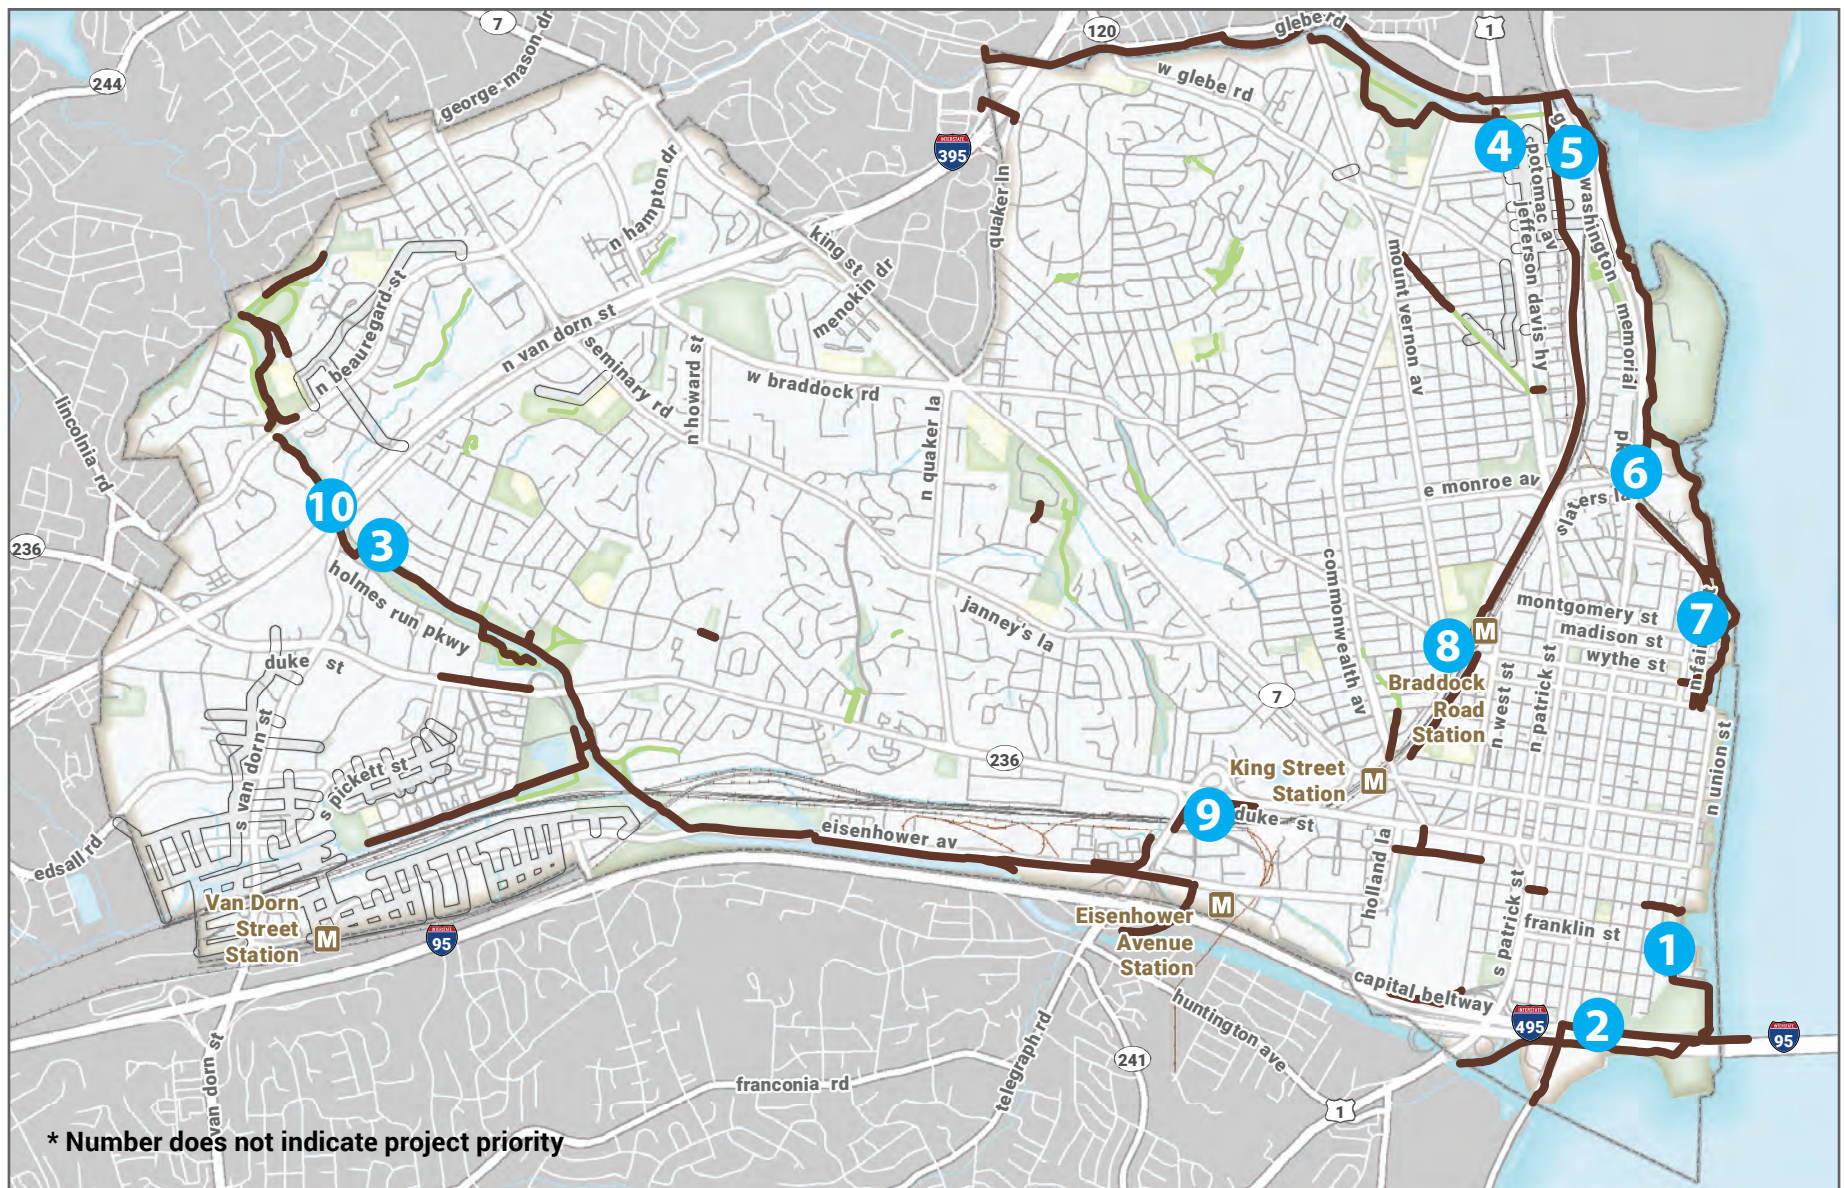 7
120
glebe rd
1
244
george mason dr
w glebe rd
INTERSTATE
395
4
5
g
potomac av
jefferson davis hy
washington memorial
n hampton dr
quaker ln
king st
menokin dr
mount vernon av
n beauregard st
n van dorn st
seminary rd
n howard st
w braddock rd
n quaker la
lincolnia rd
6
e monroe av
slaters la
10
3
236
holmes run pkwy
commonwealth av
janney's la
montgomery st
madison st
wythe st
7
8
M
Braddock
Road
Station
n west st
n patrick st
n fai
duke st
7
n union st
s van dorn st
s pickett st
236
King Street
Station
M
9
duke st
eisenhower av
edsall rd
holland la
Van Dorn
Street
Station
M
INTERSTATE
95
Eisenhower
Avenue
Station
M
s patrick st
franklin st
1
capital beltway
huntington ave
INTERSTATE
495
2
INTERSTATE
95
van dorn st
franconia rd
telegraph rd
241
1
* Number does not indicate project priority